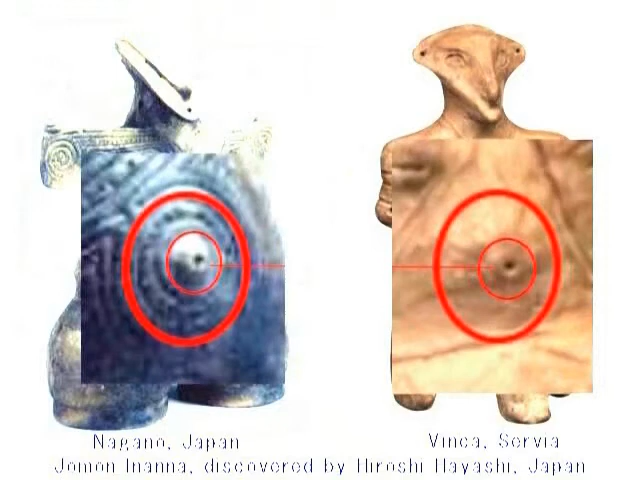 Nagano, Japan
Vinca, Servia
Jomon Inanna, discovered by Hiroshi Hayashi, Japan